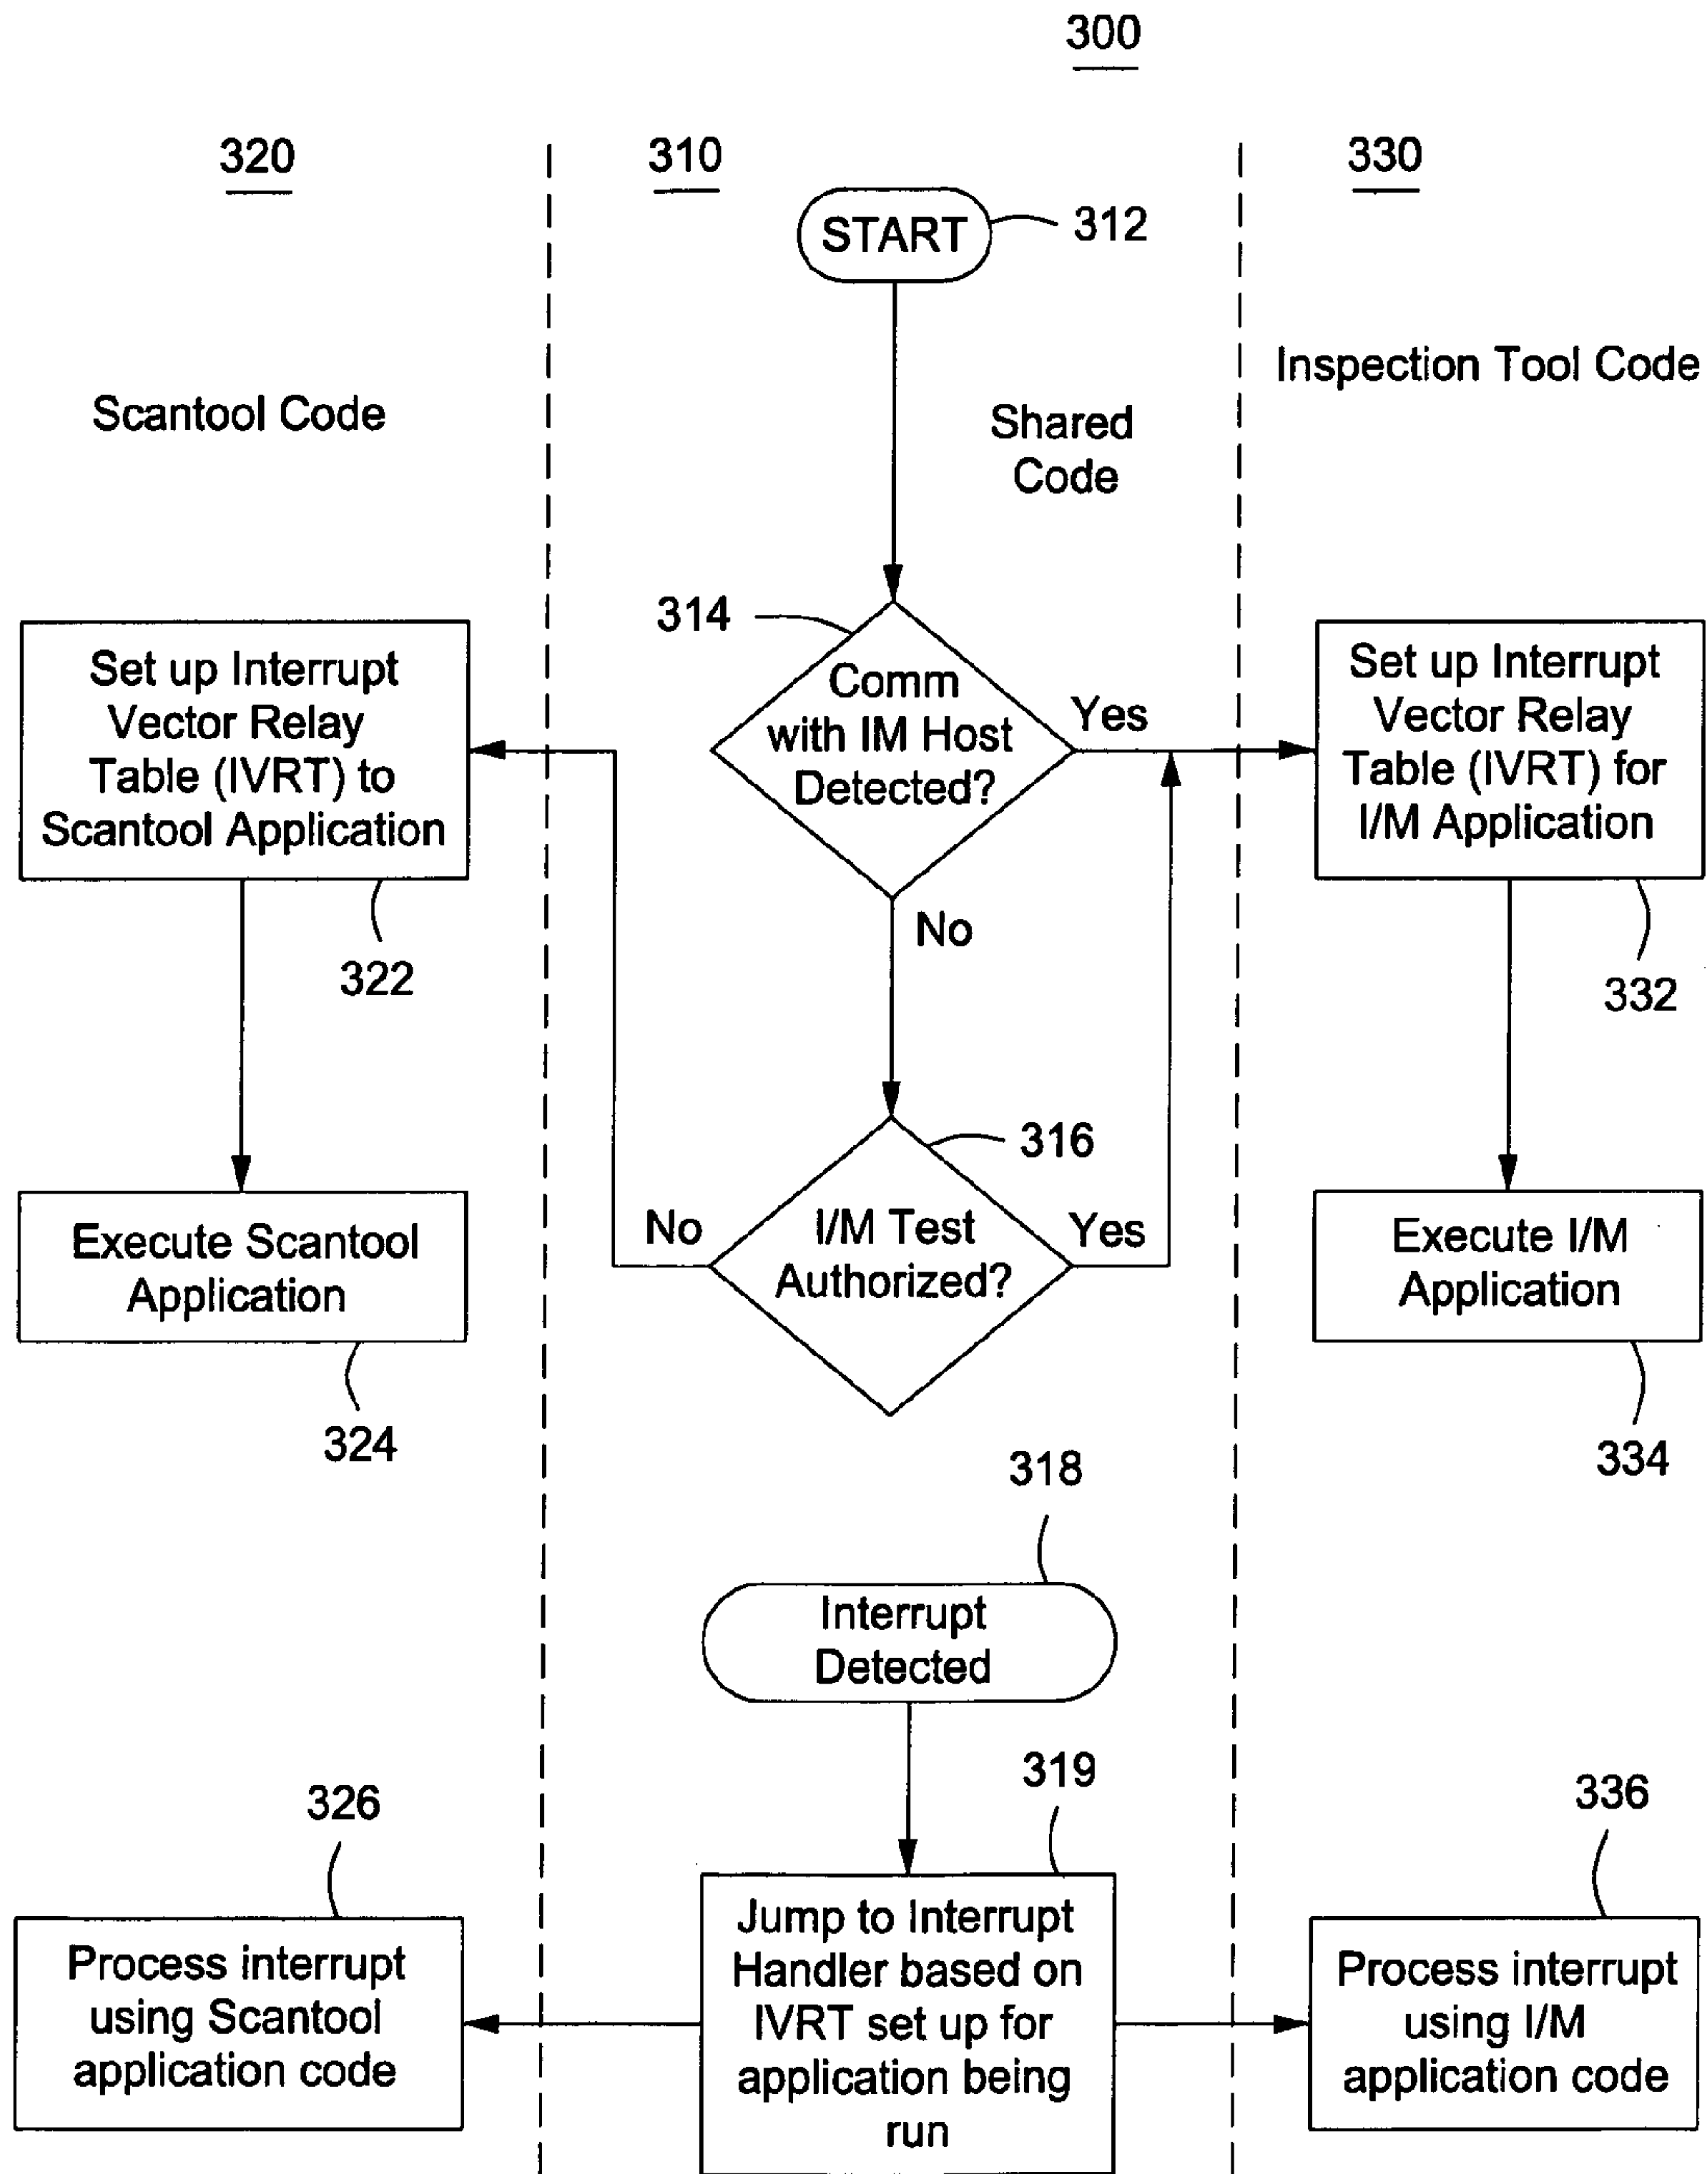 300
320
310
330
START
312
Inspection Tool Code
Scantool Code
Shared
Code
314
Set up Interrupt
Vector Relay
Table (IVRT) to
Scantool Application
Comm
with IM Host
Detected?
Yes
Set up Interrupt
Vector Relay
Table (IVRT) for
I/M Application
No
322
332
316
Execute Scantool
Application
No
I/M Test
Authorized?
Yes
Execute I/M
Application
324
334
318
Interrupt
Detected
319
326
336
Process interrupt
using Scantool
application code
Jump to Interrupt
Handler based on
IVRT set up for
application being
run
Process interrupt
using I/M
application code